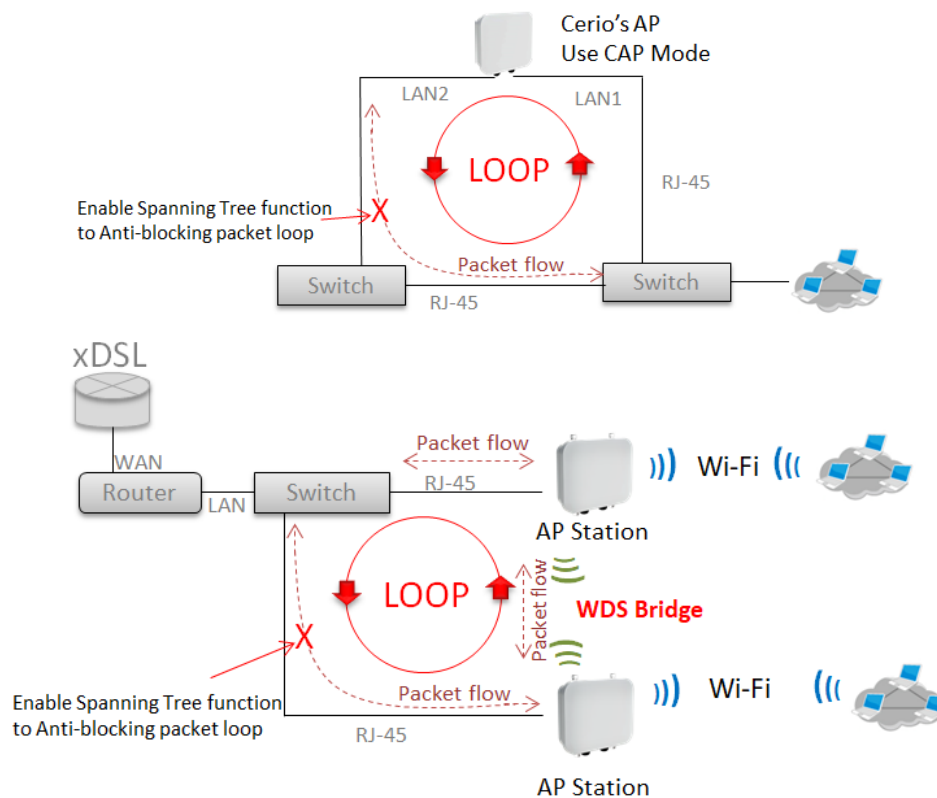 Cerio's AP
Use CAP Mode
LAN2
LAN1
LOOP
RJ-45
Enable Spanning Tree function
to Anti-blocking packet loop
X
Packet flow
Switch
Switch
RJ-45
xDSL
WAN
Router
LAN
Switch
Packet flow
RJ-45
Wi-Fi
AP Station
LOOP
Packet flow
WDS Bridge
X
Enable Spanning Tree function
to Anti-blocking packet loop
Packet flow
RJ-45
Wi-Fi
AP Station